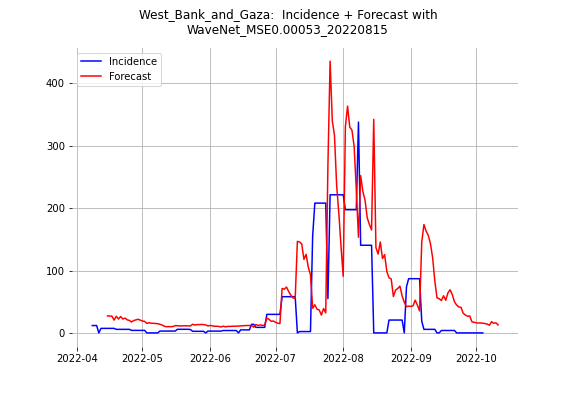 West_Bank_and_Gaza:  Incidence + Forecast with
WaveNet_MSE0.00053_20220815
Incidence
Forecast
400
300
200
100
0
2022-04 2022-05 2022-06 2022-07 2022-08 2022-09 2022-10